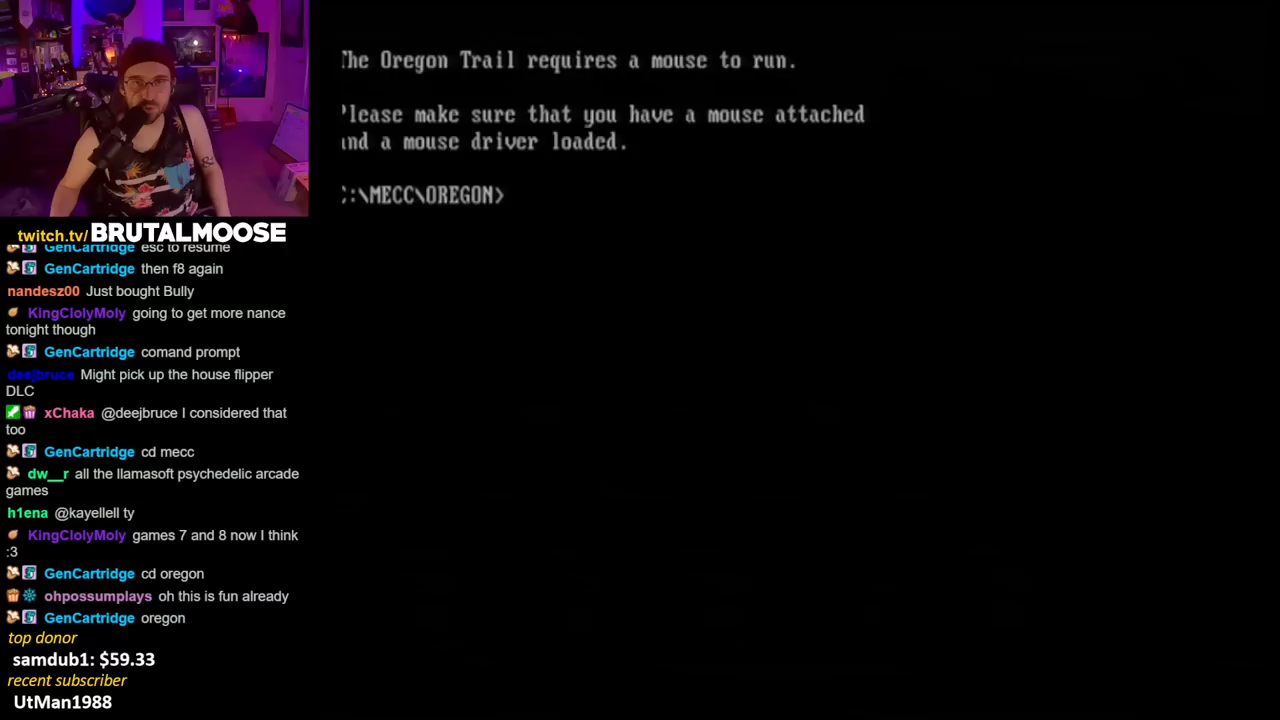 The Oregon Trail requires a mouse to run.
Please make sure that you have a mouse attached
and a mouse driver loaded.
C:\MECC\OREGON>
twitch.tv/BRUTALMOOSE
GenCartridge esc to resume
GenCartridge then f8 again
nandesz00 Just bought Bully
KingClolyMoly going to get more nance
tonight though
GenCartridge comand prompt
deejbruce Might pick up the house flipper
DLC
xChaka @deejbruce I considered that
too
GenCartridge cd mecc
dw__r all the llamasoft psychedelic arcade
games
h1ena @kayellell ty
KingClolyMoly games 7 and 8 now I think
:3
GenCartridge cd oregon
ohpossumplays oh this is fun already
GenCartridge oregon
top donor
samdub1: $59.33
recent subscriber
UtMan1988